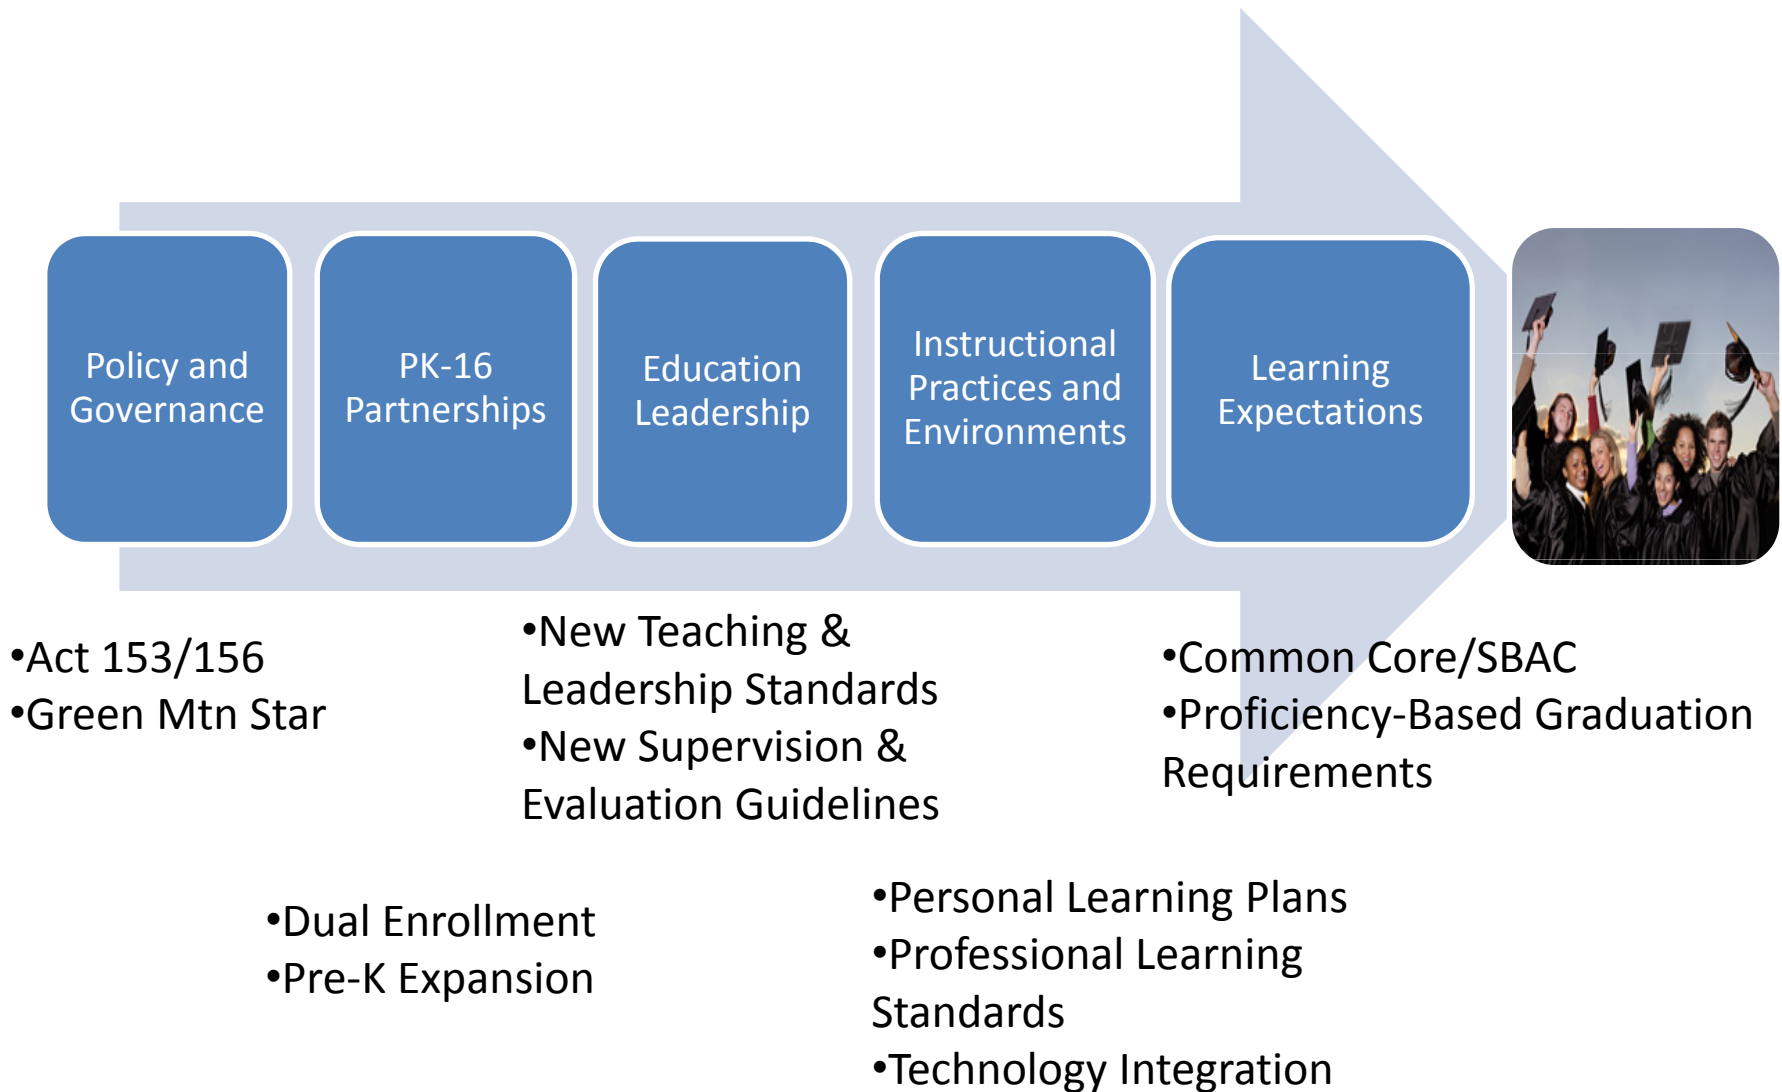 Policy and
Governance
PK-16
Partnerships
Education
Leadership
Instructional
Practices and
Environments
Learning
Expectations
•Act 153/156
•Green Mtn Star
•New Teaching &
Leadership Standards
•New Supervision &
Evaluation Guidelines
•Common Core/SBAC
•Proficiency-Based Graduation
Requirements
•Dual Enrollment
•Pre-K Expansion
•Personal Learning Plans
•Professional Learning
Standards
•Technology Integration